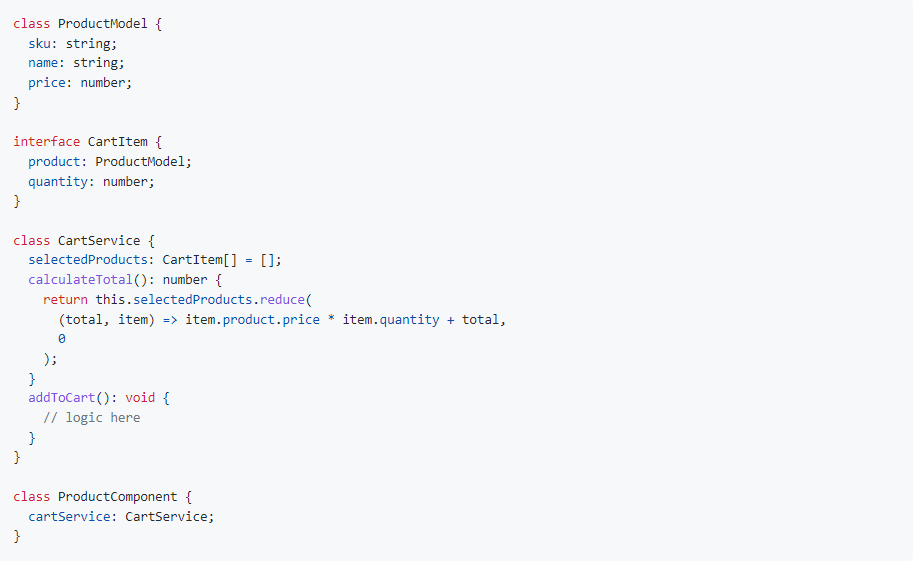 class ProductModel {
  sku: string;
  name: string;
  price: number;
}

interface CartItem {
  product: ProductModel;
  quantity: number;
}

class CartService {
  selectedProducts: CartItem[] = [];
  calculateTotal(): number {
    return this.selectedProducts.reduce(
      (total, item) => item.product.price * item.quantity + total,
      0
    );
  }
  addToCart(): void {
    // logic here
  }
}

class ProductComponent {
  cartService: CartService;
}